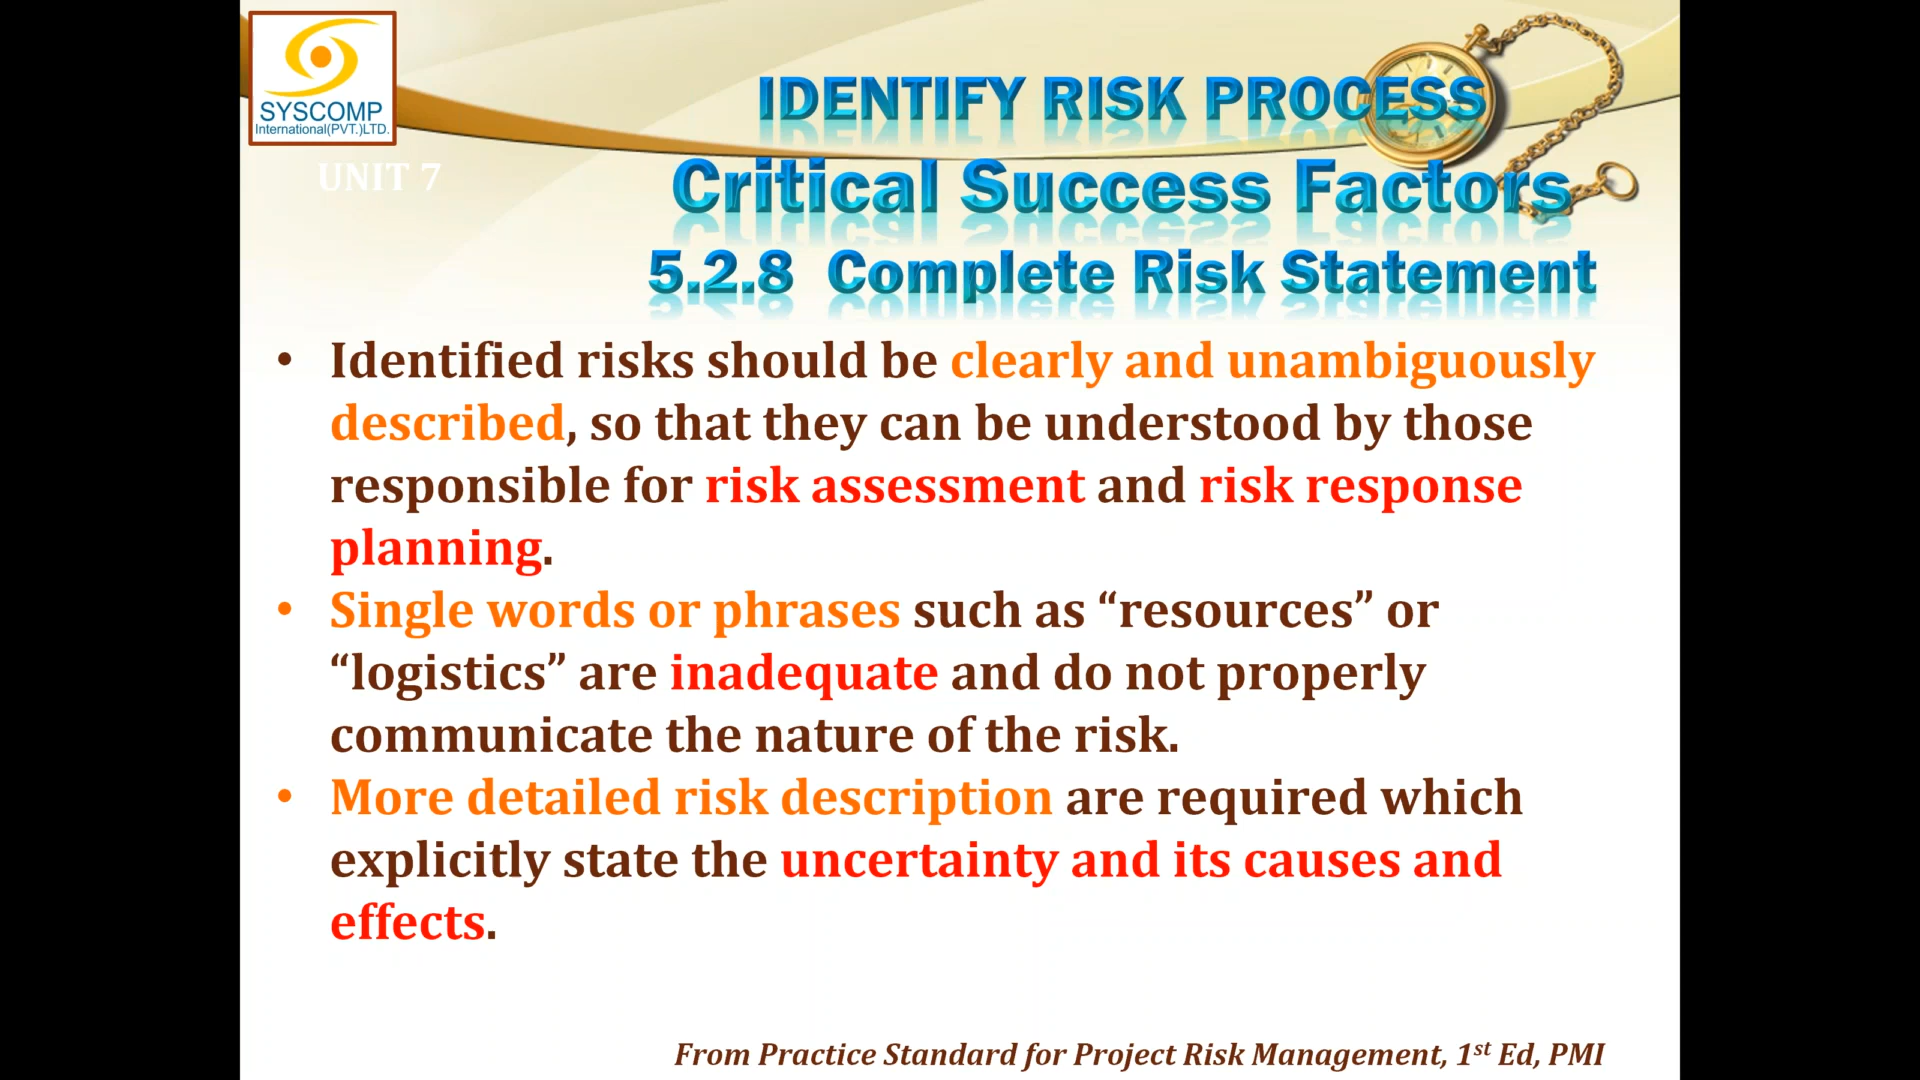 SYSCOMP
International(PVT.)LTD.
UNIT 7
IDENTIFY RISK PROCESS
Critical Success Factors
5.2.8 Complete Risk Statement
• Identified risks should be clearly and unambiguously
described, so that they can be understood by those
responsible for risk assessment and risk response
planning.
• Single words or phrases such as “resources” or
“logistics” are inadequate and do not properly
communicate the nature of the risk.
• More detailed risk description are required which
explicitly state the uncertainty and its causes and
effects.
From Practice Standard for Project Risk Management, 1st Ed, PMI